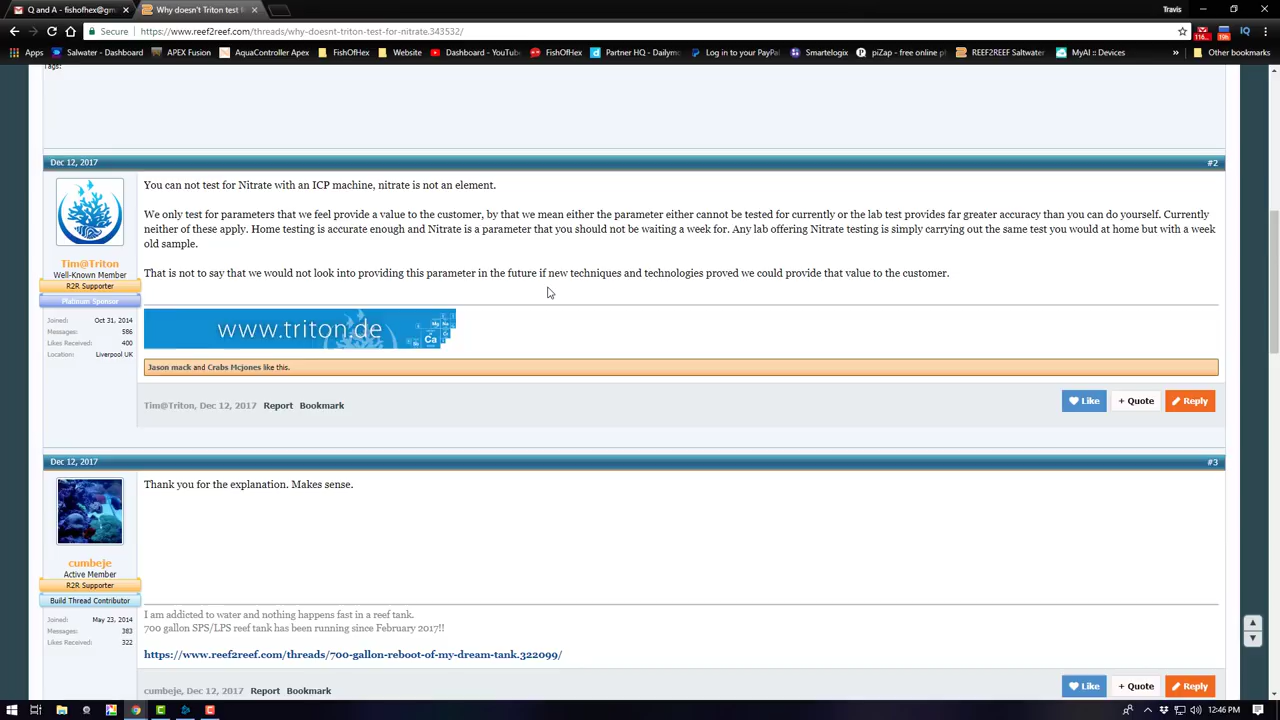 Q and A - fishofhex@gm
Why doesn't Triton test f
Travis
Secure
https://www.reef2reef.com/threads/why-doesnt-triton-test-for-nitrate.343532/
Apps Salwater - Dashboard APEX Fusion AquaController Apex FishOfHex Website Dashboard - YouTube FishOfHex Partner HQ - Dailym Log in to your PayPal Smartelogix piZap - free online p REEF2REEF Saltwater MyAI :: Devices Other bookmarks
Tags:
Dec 12, 2017 #2
You can not test for Nitrate with an ICP machine, nitrate is not an element.
We only test for parameters that we feel provide a value to the customer, by that we mean either the parameter either cannot be tested for currently or the lab test provides far greater accuracy than you can do yourself. Currently
neither of these apply. Home testing is accurate enough and Nitrate is a parameter that you should not be waiting a week for. Any lab offering Nitrate testing is simply carrying out the same test you would at home but with a week
old sample.
That is not to say that we would not look into providing this parameter in the future if new techniques and technologies proved we could provide that value to the customer.
Tim@Triton
Well-Known Member
R2R Supporter
Platinum Sponsor
Joined: Oct 31, 2014
Messages: 586
Likes Received: 400
Location: Liverpool UK
www.triton.de
Ca
Jason mack and Crabs Mcjones like this.
Tim@Triton, Dec 12, 2017 Report Bookmark
Like + Quote Reply
Dec 12, 2017 #3
Thank you for the explanation. Makes sense.
cumbeje
Active Member
R2R Supporter
Build Thread Contributor
Joined: May 23, 2014
Messages: 383
Likes Received: 322
I am addicted to water and nothing happens fast in a reef tank.
700 gallon SPS/LPS reef tank has been running since February 2017!!
https://www.reef2reef.com/threads/700-gallon-reboot-of-my-dream-tank.322099/
cumbeje, Dec 12, 2017 Report Bookmark
Like + Quote Reply
12:46 PM